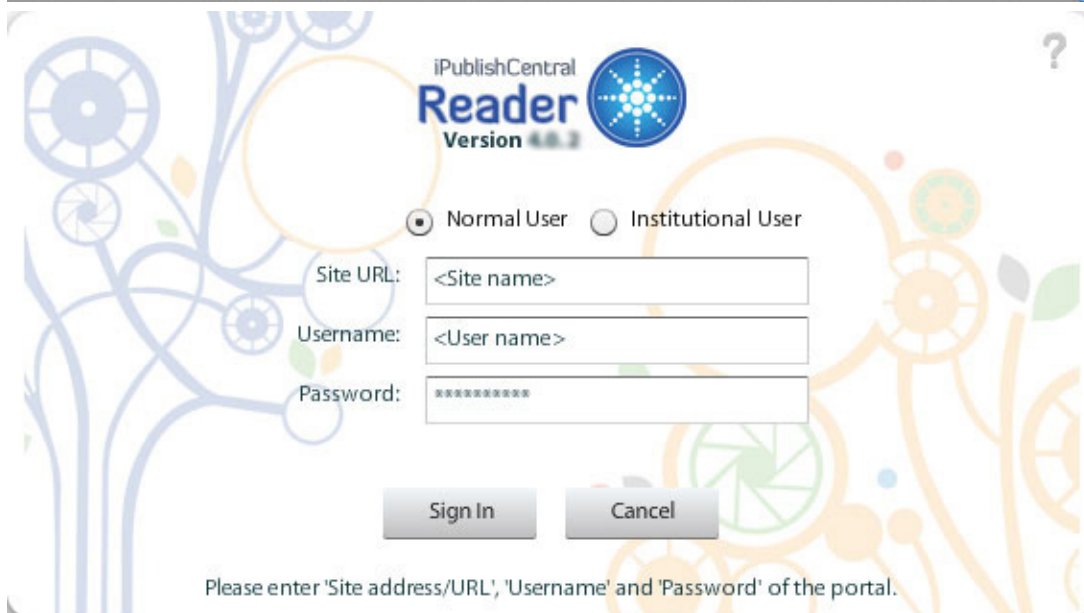 ?
iPublishCentral
Reader
Version
Normal User Institutional User
Site URL: <Site name>
Username: <User name>
Password: **********
Sign In Cancel
Please enter 'Site address/URL', 'Username' and 'Password' of the portal.